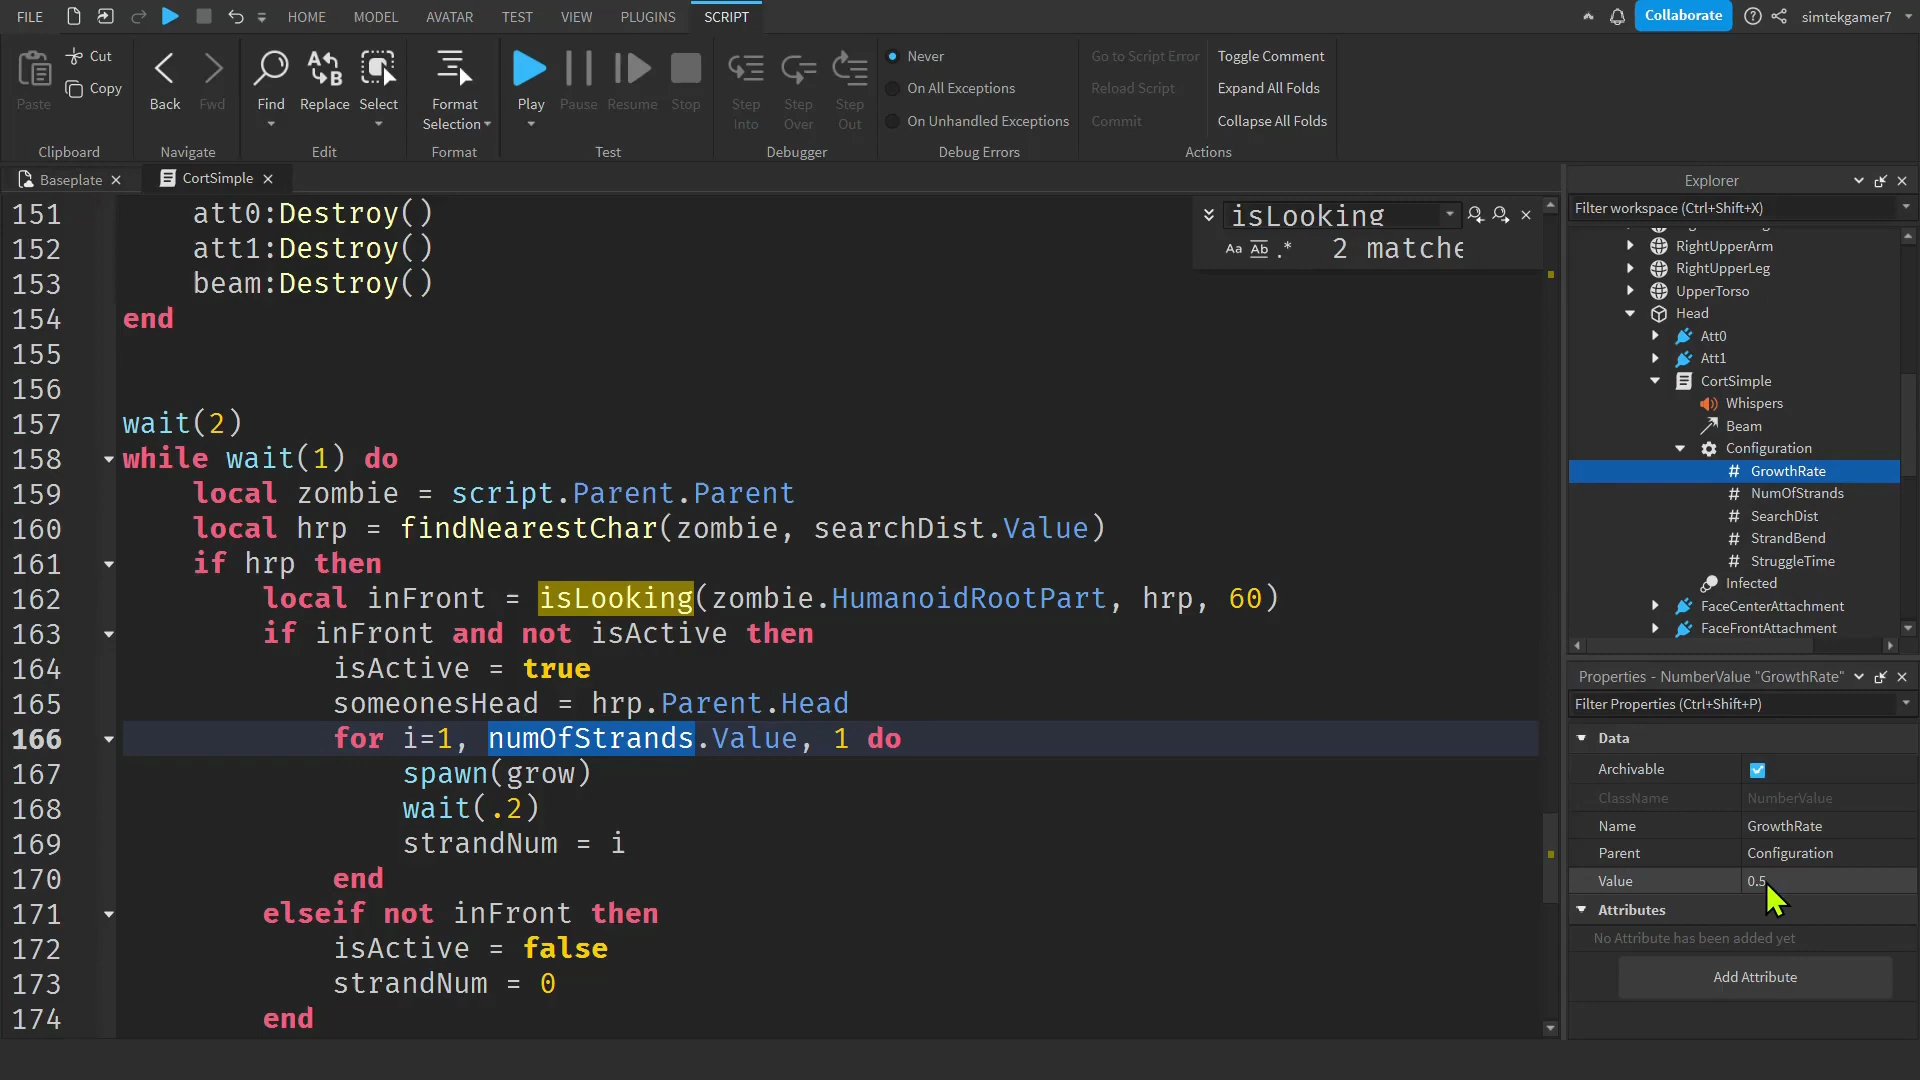 FILE HOME MODEL AVATAR TEST VIEW PLUGINS SCRIPT Collaborate simtekgamer7
Paste Cut Copy Clipboard
Back Fwd Navigate
Find Replace Select Edit
Format Selection Format
Play Pause Resume Stop Test
Step Into Step Over Step Out Debugger
Never
On All Exceptions
On Unhandled Exceptions
Debug Errors
Go to Script Error
Reload Script
Commit
Toggle Comment
Expand All Folds
Collapse All Folds
Actions
Baseplate CortSimple
isLooking
Aa Ab .* 2 matche
151 att0:Destroy()
152 att1:Destroy()
153 beam:Destroy()
154 end
155
156
157 wait(2)
158 while wait(1) do
159 local zombie = script.Parent.Parent
160 local hrp = findNearestChar(zombie, searchDist.Value)
161 if hrp then
162 local inFront = isLooking(zombie.HumanoidRootPart, hrp, 60)
163 if inFront and not isActive then
164 isActive = true
165 someonesHead = hrp.Parent.Head
166 for i=1, numOfStrands.Value, 1 do
167 spawn(grow)
168 wait(.2)
169 strandNum = i
170 end
171 elseif not inFront then
172 isActive = false
173 strandNum = 0
174 end
Explorer
Filter workspace (Ctrl+Shift+X)
RightUpperArm
RightUpperLeg
UpperTorso
Head
Att0
Att1
CortSimple
Whispers
Beam
Configuration
# GrowthRate
# NumOfStrands
# SearchDist
# StrandBend
# StruggleTime
Infected
FaceCenterAttachment
FaceFrontAttachment
Properties - NumberValue "GrowthRate"
Filter Properties (Ctrl+Shift+P)
Data
Archivable
ClassName NumberValue
Name GrowthRate
Parent Configuration
Value 0.5
Attributes
No Attribute has been added yet
Add Attribute